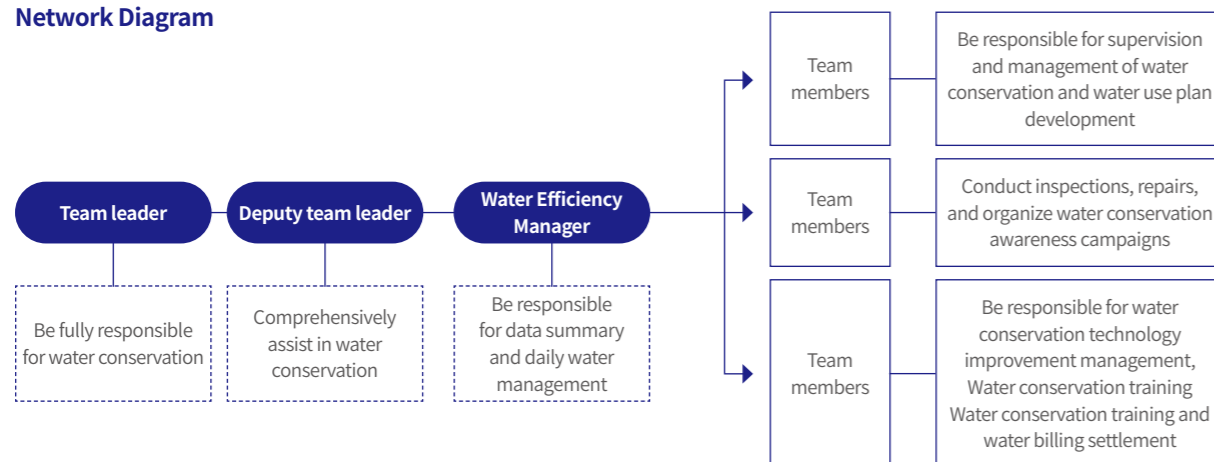 Network Diagram
Team leader
Be fully responsible
for water conservation
Deputy team leader
Comprehensively
assist in water
conservation
Water Efficiency
Manager
Be responsible
for data summary
and daily water
management
Team
members
Be responsible for supervision
and management of water
conservation and water use plan
development
Team
members
Conduct inspections, repairs,
and organize water conservation
awareness campaigns
Team
members
Be responsible for water
conservation technology
improvement management,
Water conservation training
Water conservation training and
water billing settlement